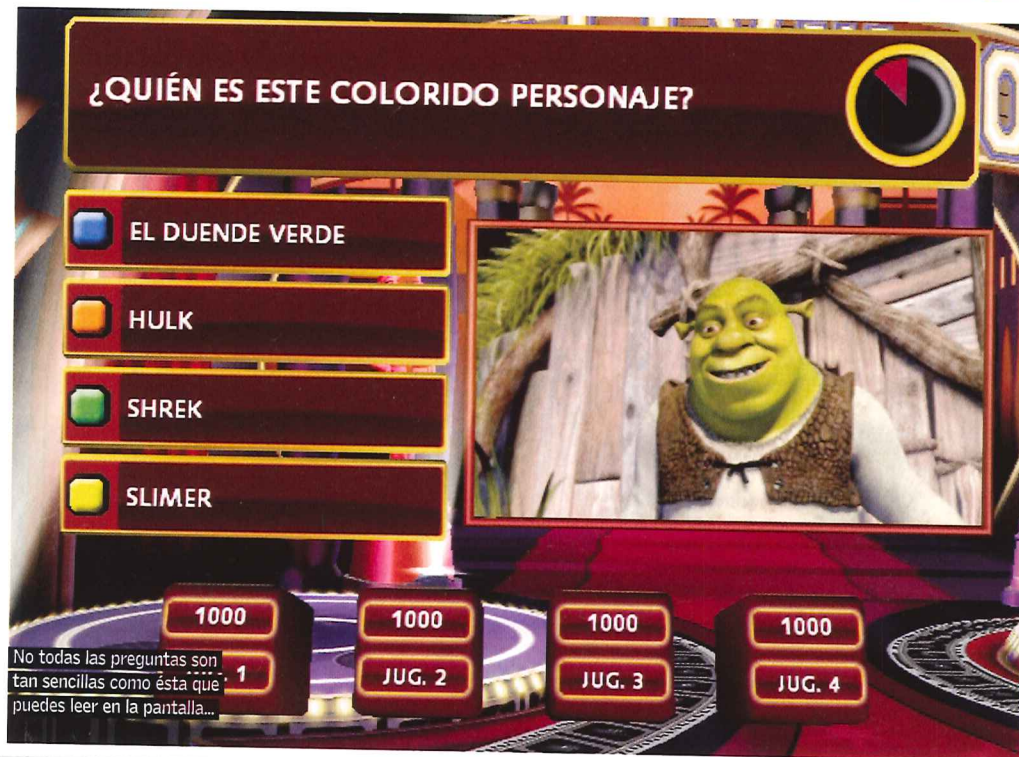 ¿QUIÉN ES ESTE COLORIDO PERSONAJE?
EL DUENDE VERDE
HULK
SHREK
SLIMER
1000
1000
1000
1000
1
JUG. 2
JUG. 3
JUG. 4
No todas las preguntas son
tan sencillas como ésta que
puedes leer en la pantalla...